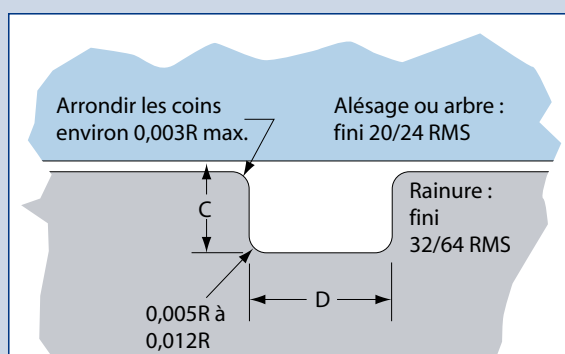 Arrondir les coins
environ 0,003R max.
Alésage ou arbre :
fini 20/24 RMS
C
Rainure :
fini
32/64 RMS
D
0,005R à
0,012R